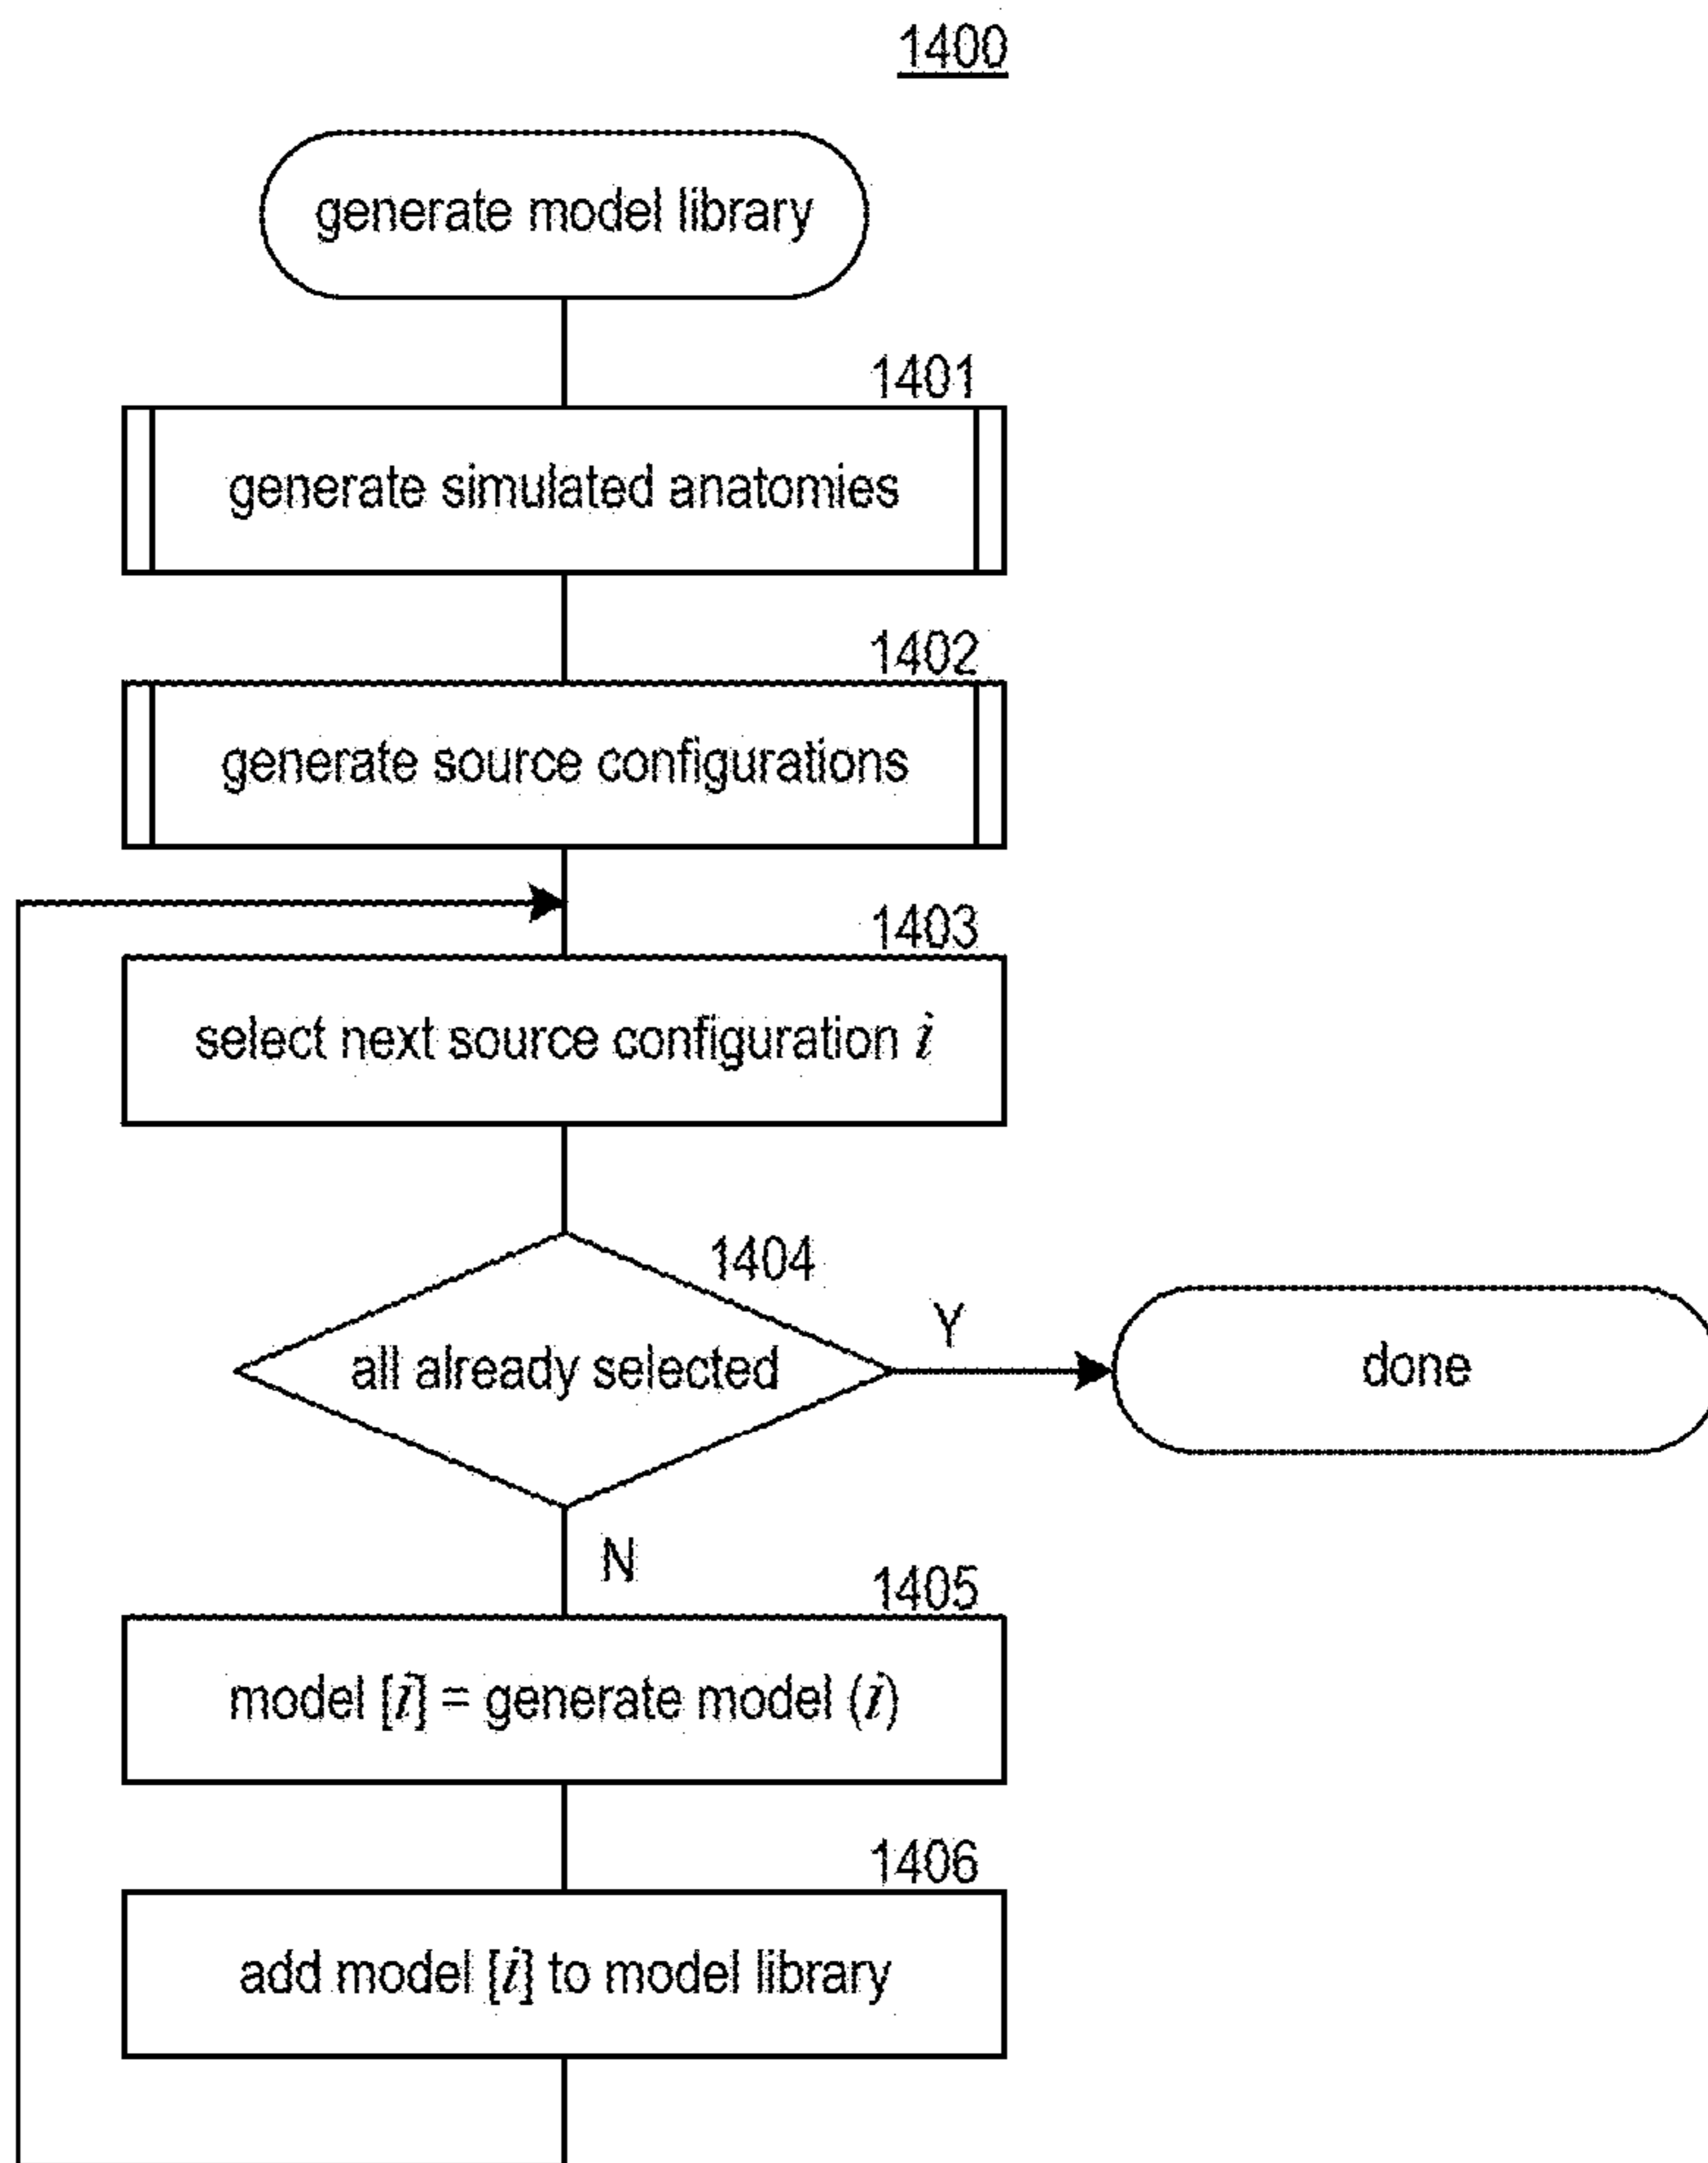 1400
generate model library
1401
generate simulated anatomies
1402
generate source configurations
1403
select next source configuration i
1404
all already selected
Y
done
N
1405
model [i] = generate model (i)
1406
add model [i] to model library